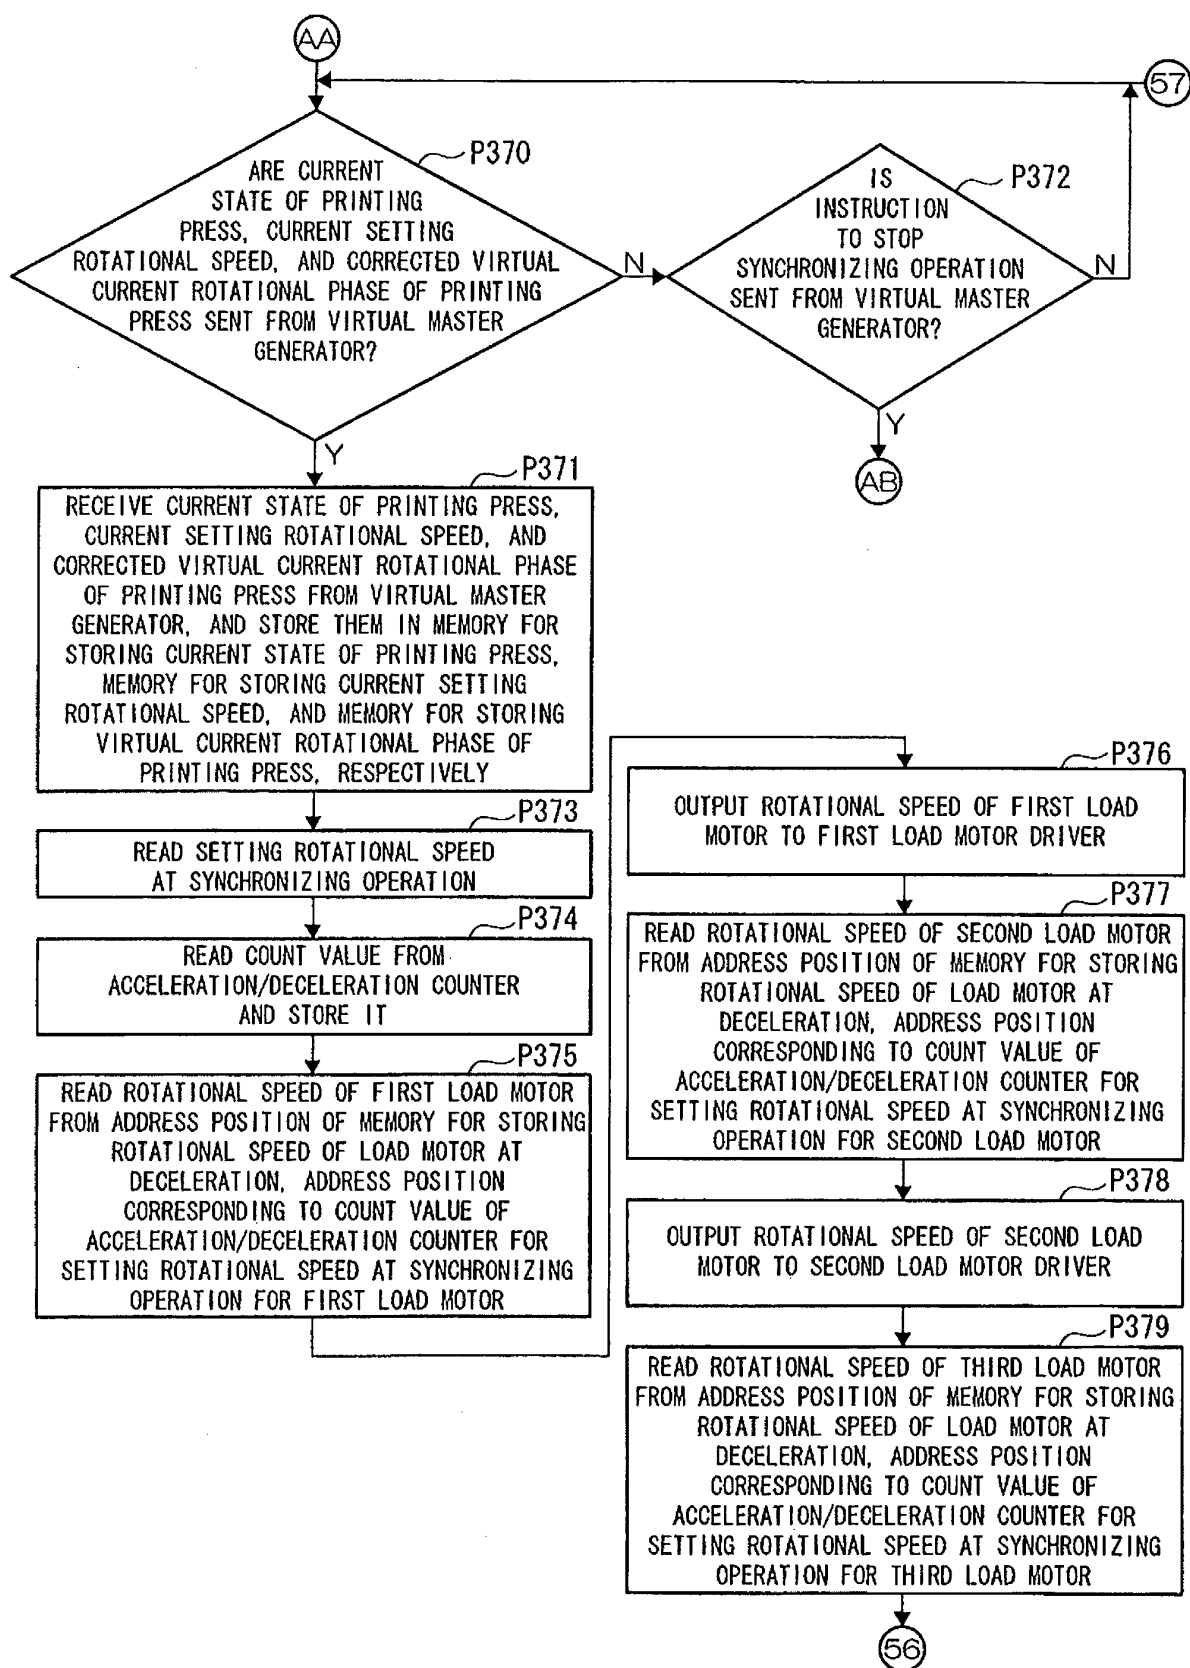 AA
57
P370
ARE CURRENT
STATE OF PRINTING
PRESS, CURRENT SETTING
ROTATIONAL SPEED, AND CORRECTED VIRTUAL
CURRENT ROTATIONAL PHASE OF PRINTING
PRESS SENT FROM VIRTUAL MASTER
GENERATOR?
N
Y
P372
IS
INSTRUCTION
TO STOP
SYNCHRONIZING OPERATION
SENT FROM VIRTUAL MASTER
GENERATOR?
N
Y
AB
P371
RECEIVE CURRENT STATE OF PRINTING PRESS,
CURRENT SETTING ROTATIONAL SPEED, AND
CORRECTED VIRTUAL CURRENT ROTATIONAL PHASE
OF PRINTING PRESS FROM VIRTUAL MASTER
GENERATOR, AND STORE THEM IN MEMORY FOR
STORING CURRENT STATE OF PRINTING PRESS,
MEMORY FOR STORING CURRENT SETTING
ROTATIONAL SPEED, AND MEMORY FOR STORING
VIRTUAL CURRENT ROTATIONAL PHASE OF
PRINTING PRESS, RESPECTIVELY
P373
READ SETTING ROTATIONAL SPEED
AT SYNCHRONIZING OPERATION
P374
READ COUNT VALUE FROM
ACCELERATION/DECELERATION COUNTER
AND STORE IT
P375
READ ROTATIONAL SPEED OF FIRST LOAD MOTOR
FROM ADDRESS POSITION OF MEMORY FOR STORING
ROTATIONAL SPEED OF LOAD MOTOR AT
DECELERATION, ADDRESS POSITION
CORRESPONDING TO COUNT VALUE OF
ACCELERATION/DECELERATION COUNTER FOR
SETTING ROTATIONAL SPEED AT SYNCHRONIZING
OPERATION FOR FIRST LOAD MOTOR
P376
OUTPUT ROTATIONAL SPEED OF FIRST LOAD
MOTOR TO FIRST LOAD MOTOR DRIVER
P377
READ ROTATIONAL SPEED OF SECOND LOAD MOTOR
FROM ADDRESS POSITION OF MEMORY FOR STORING
ROTATIONAL SPEED OF LOAD MOTOR AT
DECELERATION, ADDRESS POSITION
CORRESPONDING TO COUNT VALUE OF
ACCELERATION/DECELERATION COUNTER FOR
SETTING ROTATIONAL SPEED AT SYNCHRONIZING
OPERATION FOR SECOND LOAD MOTOR
P378
OUTPUT ROTATIONAL SPEED OF SECOND LOAD
MOTOR TO SECOND LOAD MOTOR DRIVER
P379
READ ROTATIONAL SPEED OF THIRD LOAD MOTOR
FROM ADDRESS POSITION OF MEMORY FOR STORING
ROTATIONAL SPEED OF LOAD MOTOR AT
DECELERATION, ADDRESS POSITION
CORRESPONDING TO COUNT VALUE OF
ACCELERATION/DECELERATION COUNTER FOR
SETTING ROTATIONAL SPEED AT SYNCHRONIZING
OPERATION FOR THIRD LOAD MOTOR
56